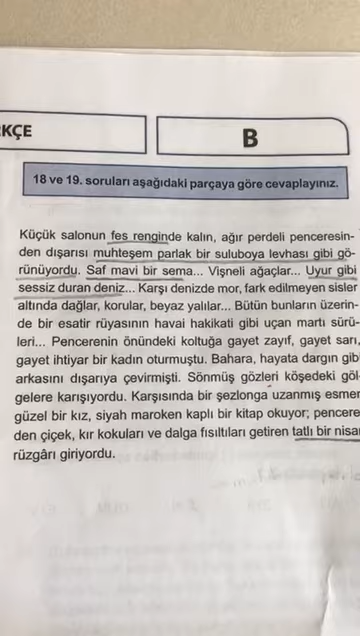 KÇE
B
18 ve 19. soruları aşağıdaki parçaya göre cevaplayınız.
Küçük salonun fes renginde kalın, ağır perdeli penceresin-
den dışarısı muhteşem parlak bir suluboya levhası gibi gö-
rünüyordu. Saf mavi bir sema... Vişneli ağaçlar... Uyur gibi
sessiz duran deniz... Karşı denizde mor, fark edilmeyen sisler
altında dağlar, korular, beyaz yalılar... Bütün bunların üzerin-
de bir esatir rüyasının havai hakikati gibi uçan martı sürü-
leri... Pencerenin önündeki koltuğa gayet zayıf, gayet sarı,
gayet ihtiyar bir kadın oturmuştu. Bahara, hayata dargın gib
arkasını dışarıya çevirmişti. Sönmüş gözleri köşedeki göl-
gelere karışıyordu. Karşısında bir şezlonga uzanmış esmer
güzel bir kız, siyah maroken kaplı bir kitap okuyor; pencere
den çiçek, kır kokuları ve dalga fısıltıları getiren tatlı bir nisa
rüzgârı giriyordu.